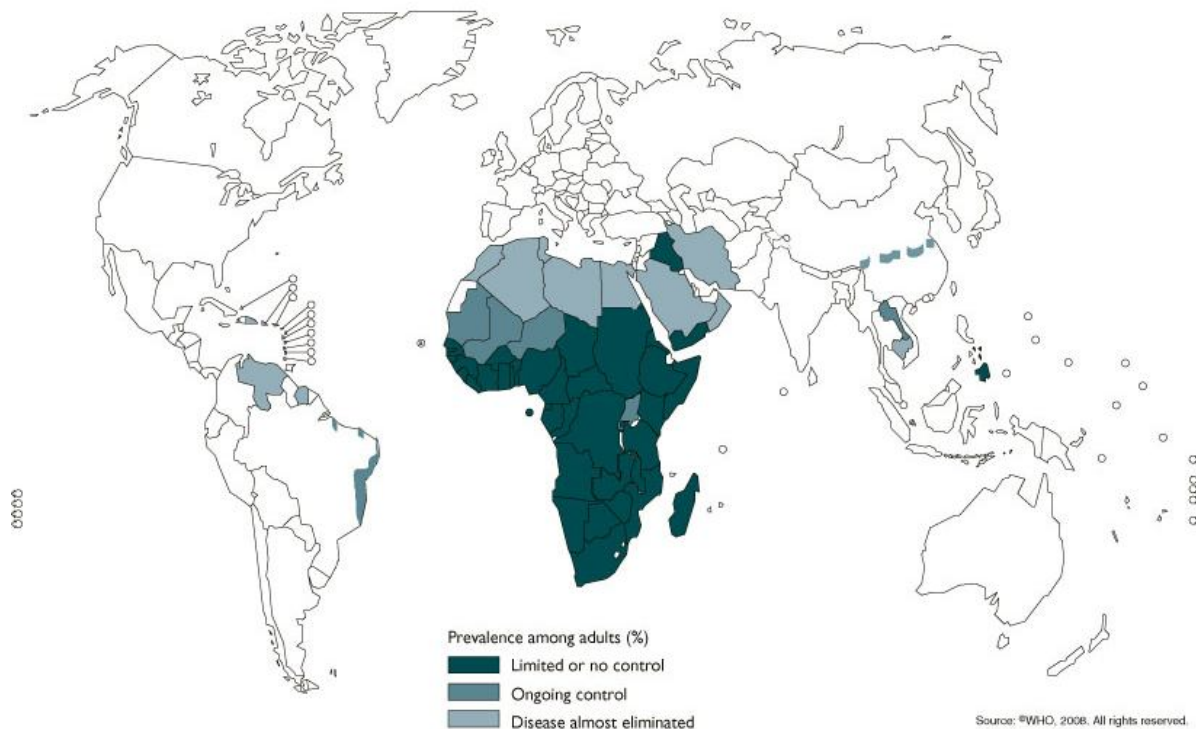 Prevalence among adults (%)
Limited or no control
Ongoing control
Disease almost eliminated
Source: ©WHO, 2008. All rights reserved.